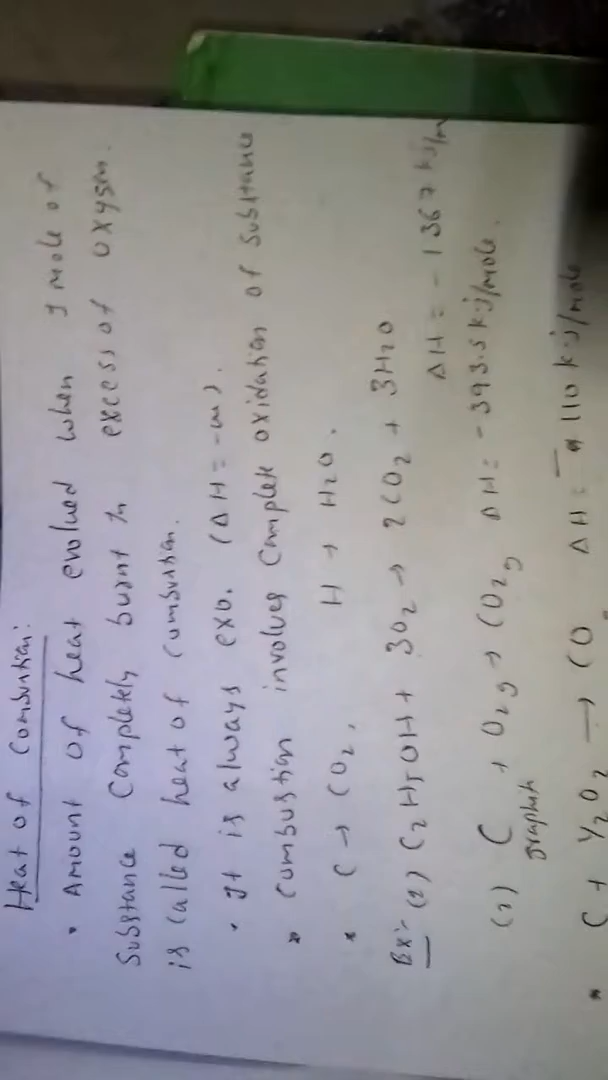 Heat of Combustion:
• Amount of heat evolved when 1 mole of
Substance Completely burnt in excess of oxygen.
is called heat of combustion.
• It is always exo. (ΔH = -ve).
• Combustion involves Complete oxidation of substance
* C → CO2, H → H2O.
Ex:- (1) C2H5OH + 3O2 → 2CO2 + 3H2O
ΔH = -1367 kJ/m
(2) C + O2g → CO2g ΔH = -393.5 kJ/mole.
graphite
* C + 1/2O2 → CO ΔH = -110 kJ/mole